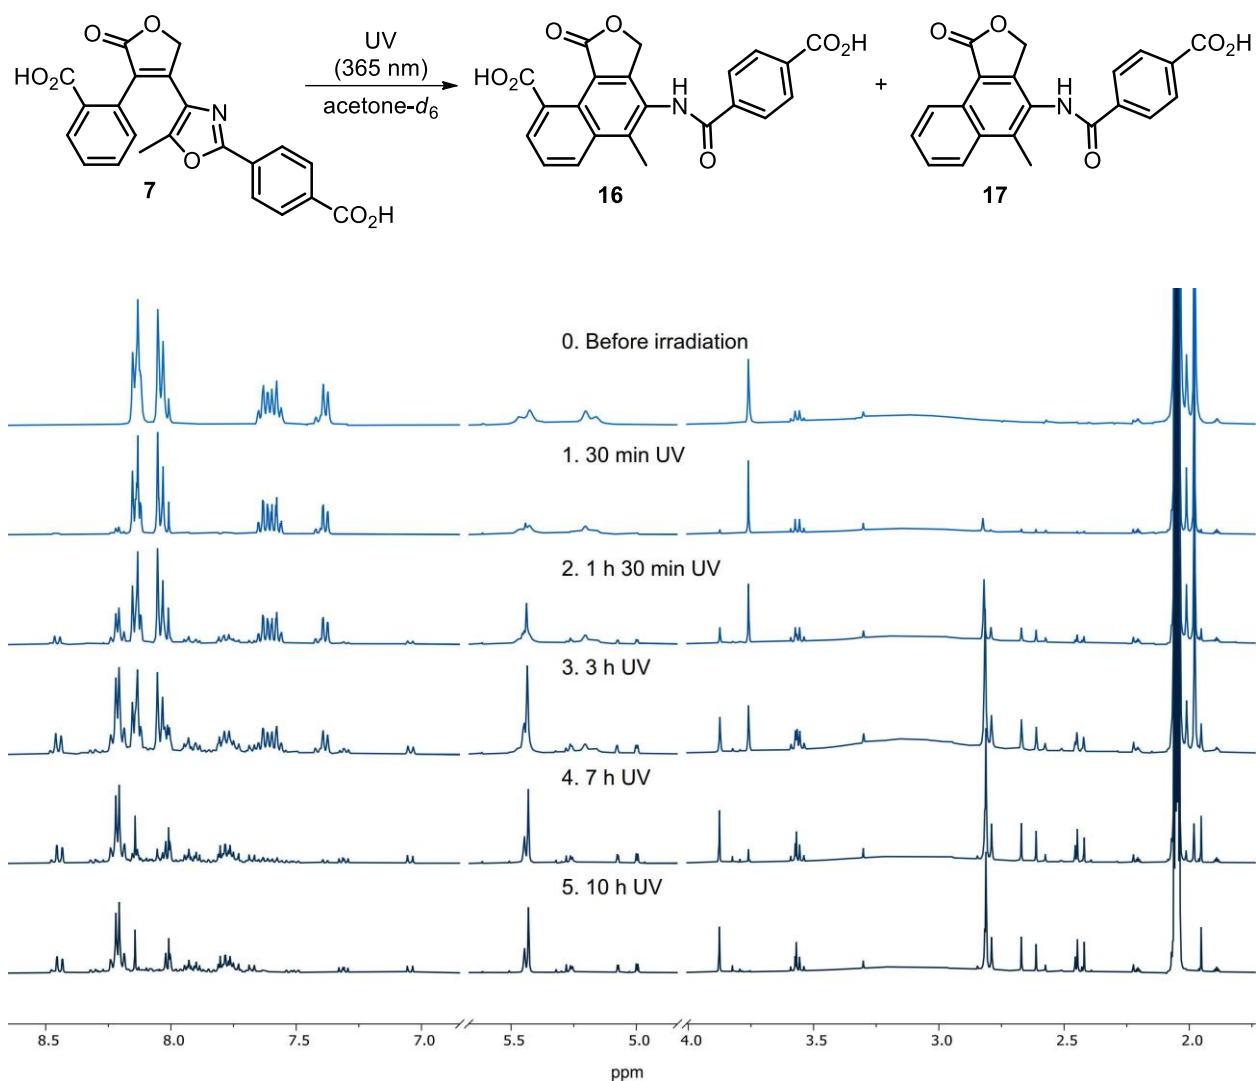 O
O
HO₂C
N
O
CO₂H
7
UV
(365 nm)
acetone-d₆
O
O
HO₂C
H
N
O
CO₂H
16
+
O
O
H
N
O
CO₂H
17
0. Before irradiation
1. 30 min UV
2. 1 h 30 min UV
3. 3 h UV
4. 7 h UV
5. 10 h UV
8.5 8.0 7.5 7.0 5.5 5.0 4.0 3.5 3.0 2.5 2.0
ppm